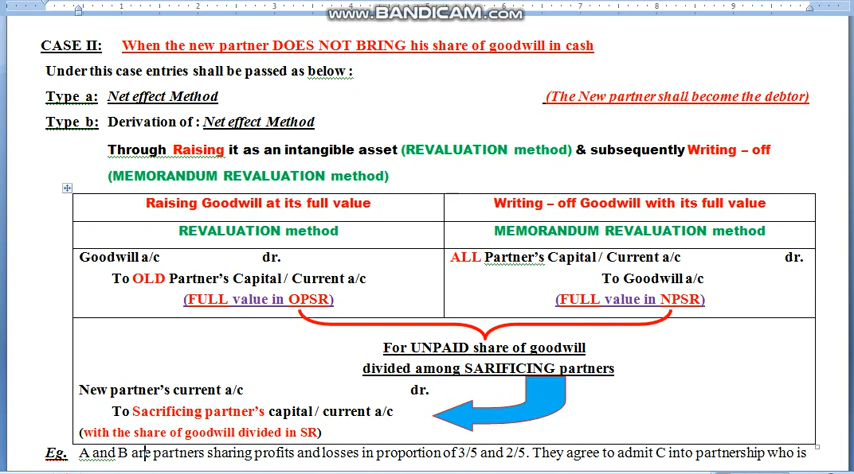 www.BANDICAM.com
CASE II: When the new partner DOES NOT BRING his share of goodwill in cash
Under this case entries shall be passed as below :
Type a: Net effect Method (The New partner shall become the debtor)
Type b: Derivation of : Net effect Method
Through Raising it as an intangible asset (REVALUATION method) & subsequently Writing – off
(MEMORANDUM REVALUATION method)
Raising Goodwill at its full value Writing – off Goodwill with its full value
REVALUATION method MEMORANDUM REVALUATION method
Goodwill a/c dr. ALL Partner's Capital / Current a/c dr.
To OLD Partner's Capital / Current a/c To Goodwill a/c
(FULL value in OPSR) (FULL value in NPSR)
For UNPAID share of goodwill
divided among SARIFICING partners
New partner's current a/c dr.
To Sacrificing partner's capital / current a/c
(with the share of goodwill divided in SR)
Eg. A and B are partners sharing profits and losses in proportion of 3/5 and 2/5. They agree to admit C into partnership who is